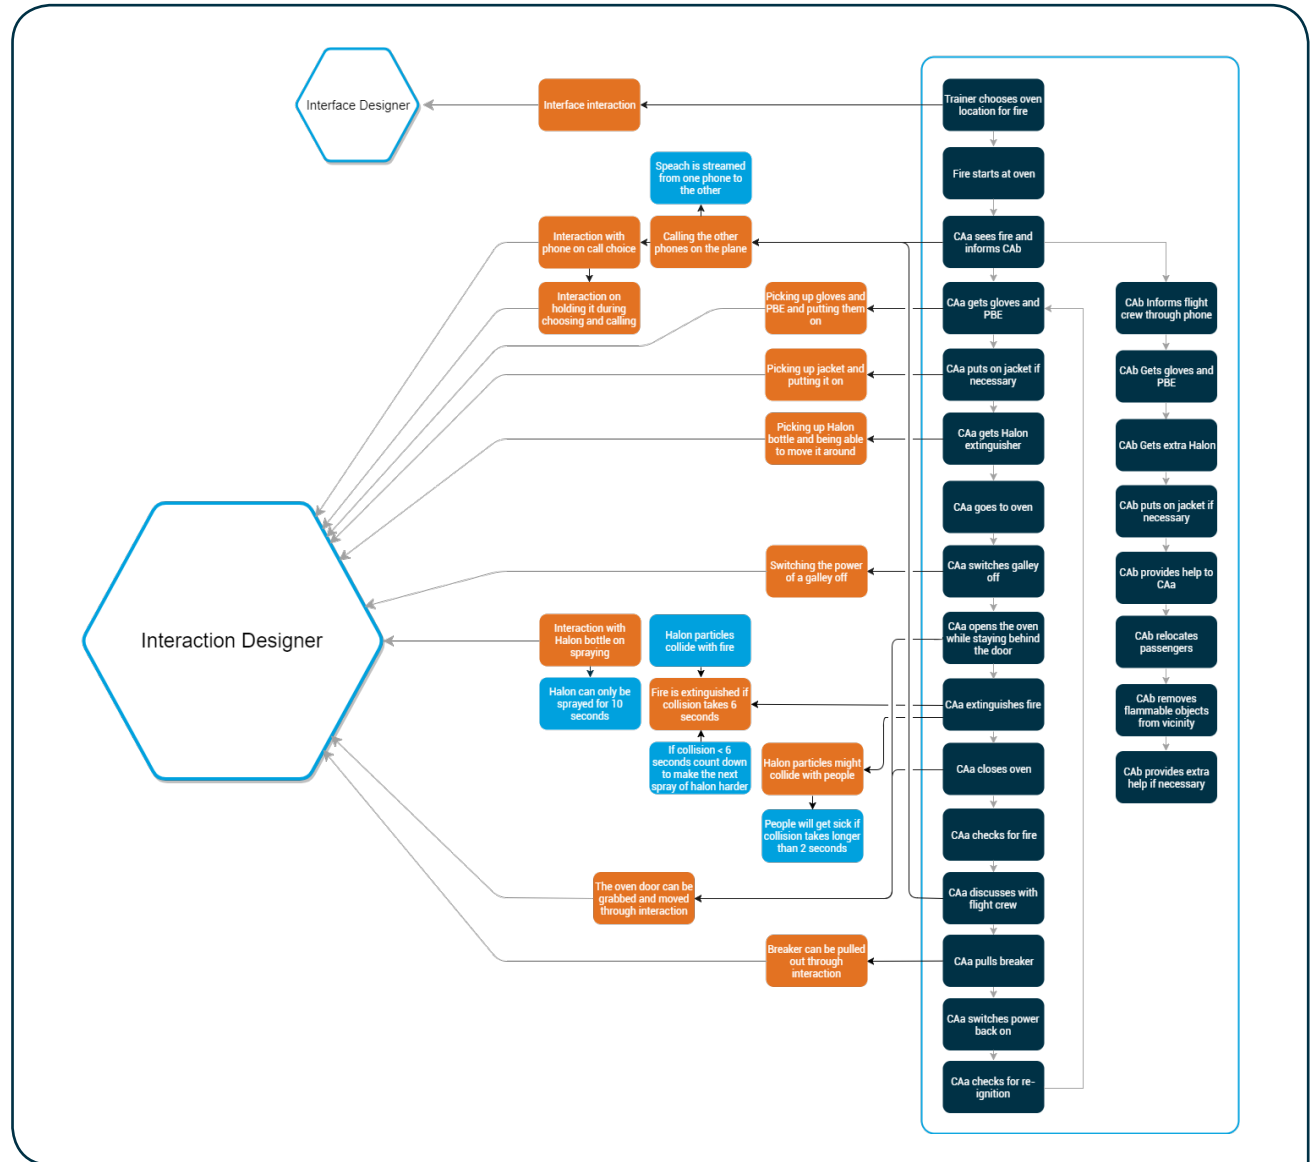 Interface Designer
Interface interaction
Trainer chooses oven
location for fire
Fire starts at oven
Speach is streamed
from one phone to
the other
Interaction with
phone on call choice
Calling the other
phones on the plane
CAa sees fire and
informs CAb
Interaction on
holding it during
choosing and calling
Picking up gloves and
PBE and putting them
on
CAa gets gloves and
PBE
CAb Informs flight
crew through phone
Picking up jacket and
putting it on
CAa puts on jacket if
necessary
CAb Gets gloves and
PBE
Picking up Halon
bottle and being able
to move it around
CAa gets Halon
extinguisher
CAb Gets extra Halon
CAa goes to oven
CAb puts on jacket if
necessary
Switching the power
of a galley off
CAa switches galley
off
CAb provides help to
CAa
Interaction Designer
Interaction with
Halon bottle on
spraying
Halon particles
collide with fire
CAa opens the oven
while staying behind
the door
CAb relocates
passengers
Halon can only be
sprayed for 10
seconds
Fire is extinguished if
collision takes 6
seconds
CAa extinguishes fire
CAb removes
flammable objects
from vicinity
If collision < 6
seconds count down
to make the next
spray of halon harder
Halon particles might
collide with people
CAa closes oven
CAb provides extra
help if necessary
People will get sick if
collision takes longer
than 2 seconds
CAa checks for fire
The oven door can be
grabbed and moved
through interaction
CAa discusses with
flight crew
Breaker can be pulled
out through
interaction
CAa pulls breaker
CAa switches power
back on
CAa checks for re-
ignition